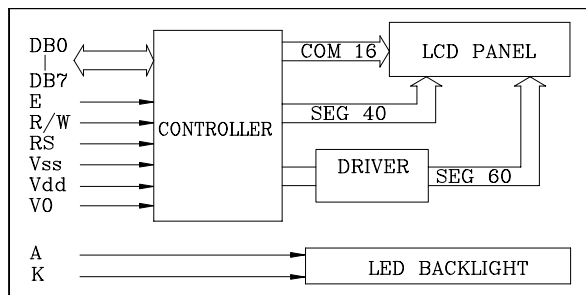 DB0
DB7
E
R/W
RS
Vss
Vdd
V0
CONTROLLER
COM 16
LCD PANEL
SEG 40
DRIVER
SEG 60
A
K
LED BACKLIGHT